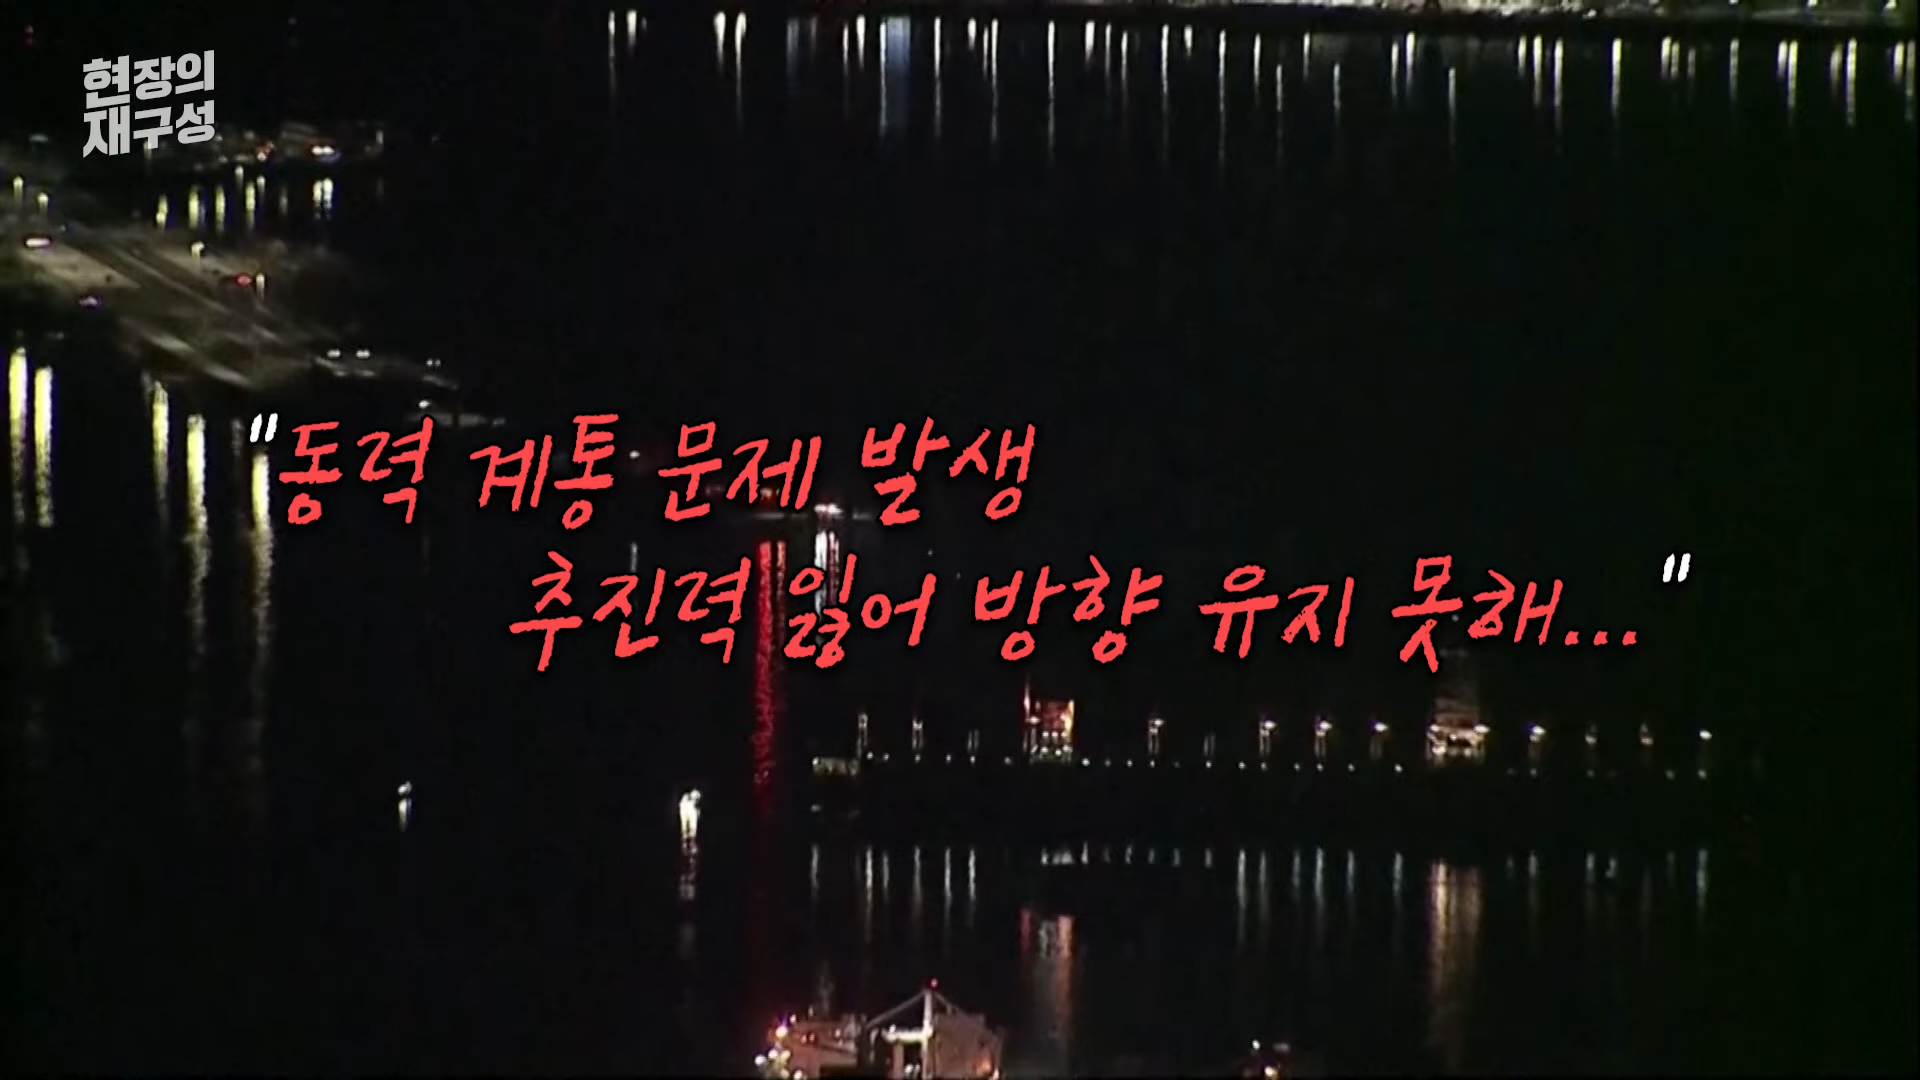 현장의
재구성
"동력 계통 문제 발생
추진력 잃어 방향 유지 못해..."